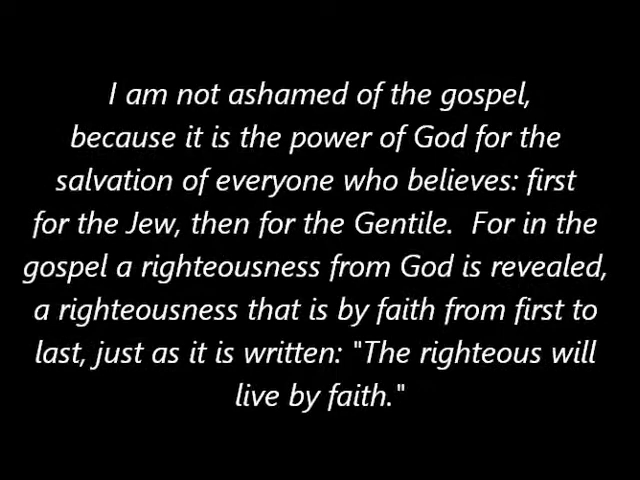 I am not ashamed of the gospel,
because it is the power of God for the
salvation of everyone who believes: first
for the Jew, then for the Gentile.  For in the
gospel a righteousness from God is revealed,
a righteousness that is by faith from first to
last, just as it is written: "The righteous will
live by faith."